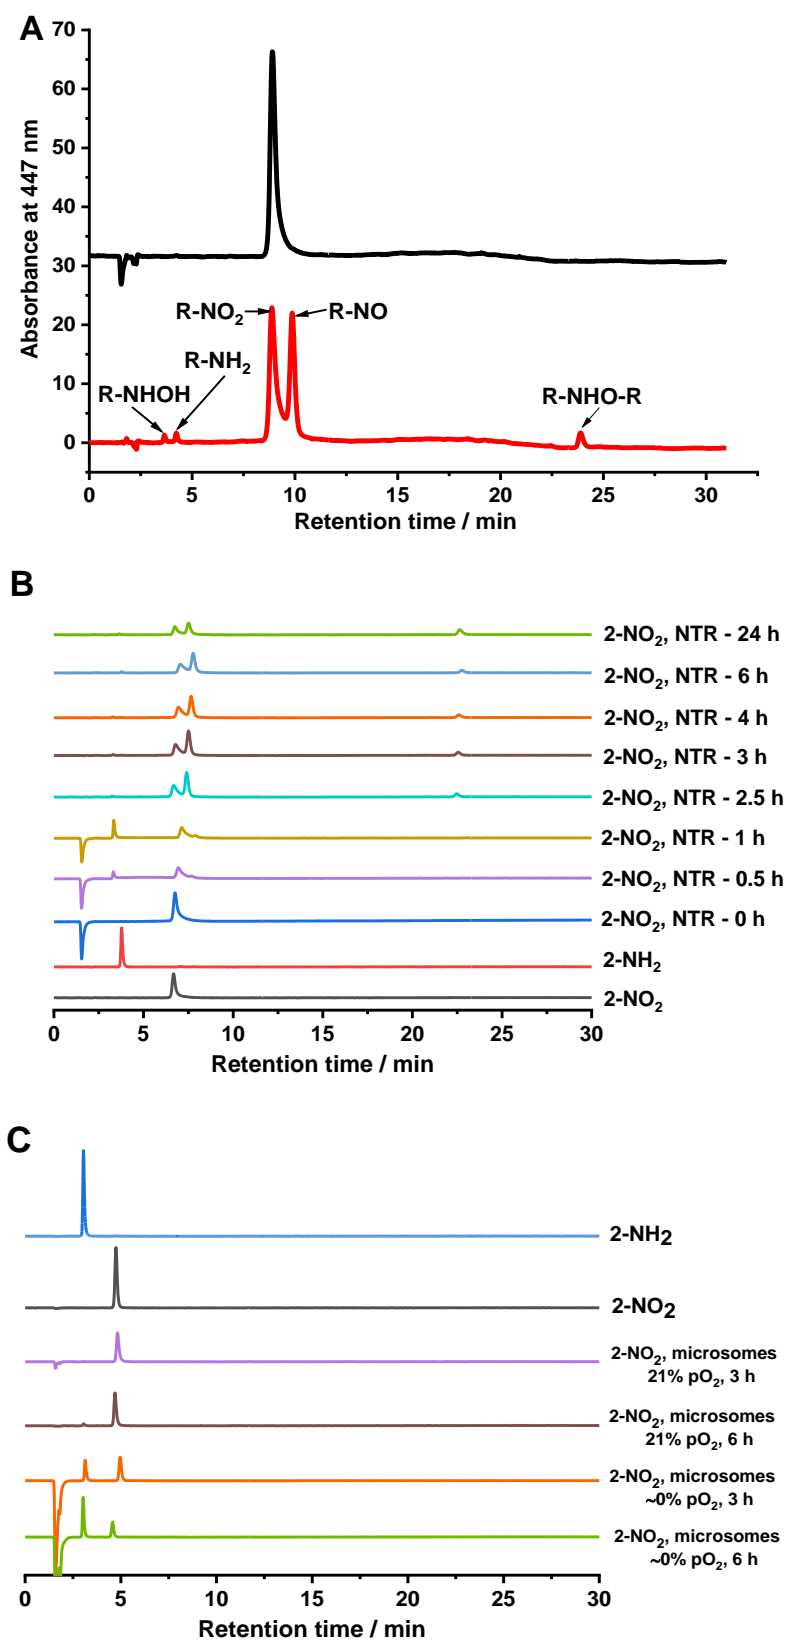 A
70
60
50
40
30
20
10
0
Absorbance at 447 nm
R-NO₂
R-NO
R-NH₂
R-NHOH
R-NHO-R
0 5 10 15 20 25 30
Retention time / min
B
2-NO₂, NTR - 24 h
2-NO₂, NTR - 6 h
2-NO₂, NTR - 4 h
2-NO₂, NTR - 3 h
2-NO₂, NTR - 2.5 h
2-NO₂, NTR - 1 h
2-NO₂, NTR - 0.5 h
2-NO₂, NTR - 0 h
2-NH₂
2-NO₂
0 5 10 15 20 25 30
Retention time / min
C
2-NH2
2-NO₂
2-NO₂, microsomes
21% pO₂, 3 h
2-NO₂, microsomes
21% pO₂, 6 h
2-NO₂, microsomes
~0% pO₂, 3 h
2-NO₂, microsomes
~0% pO₂, 6 h
0 5 10 15 20 25 30
Retention time / min